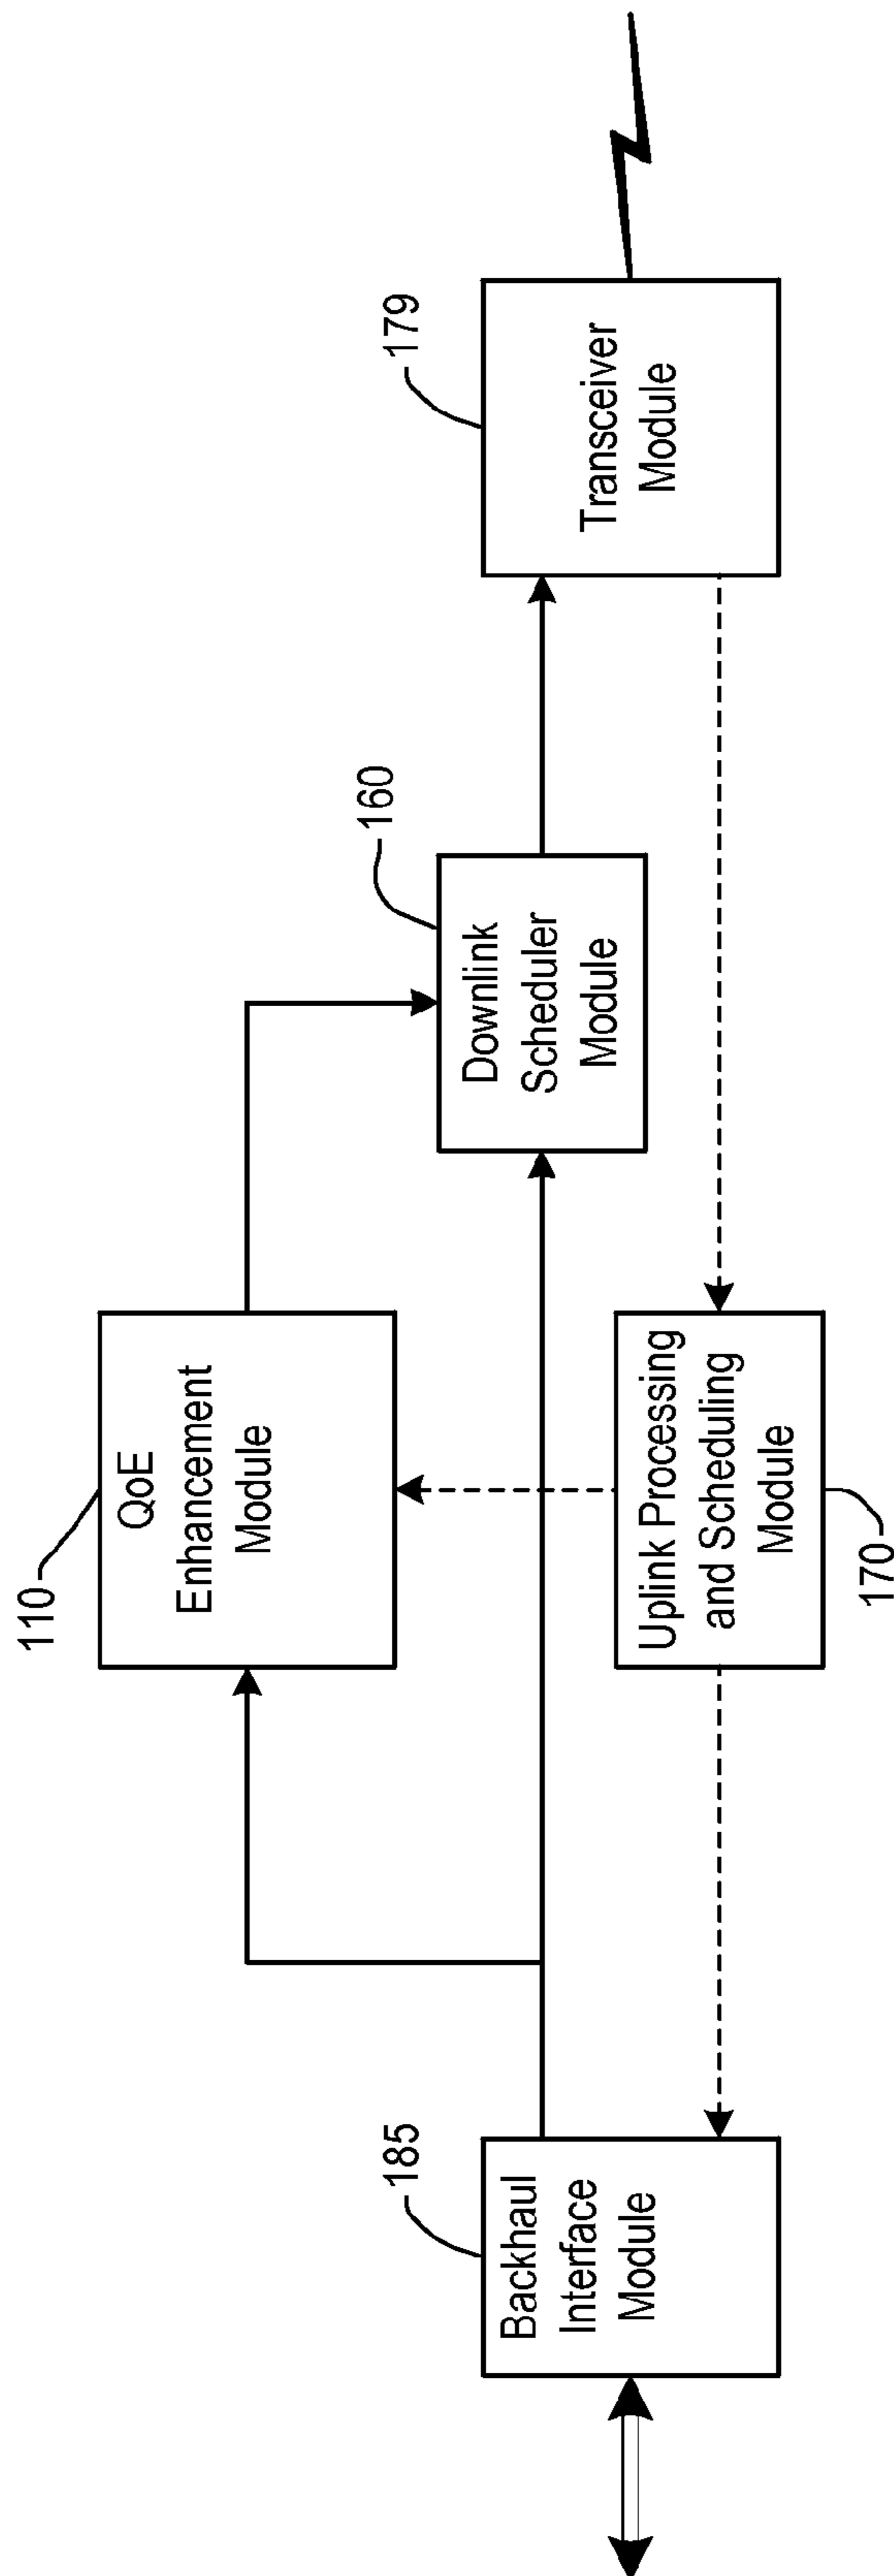 110
QoE
Enhancement
Module
185
Backhaul
Interface
Module
160
Downlink
Scheduler
Module
179
Transceiver
Module
Uplink Processing
and Scheduling
Module
170